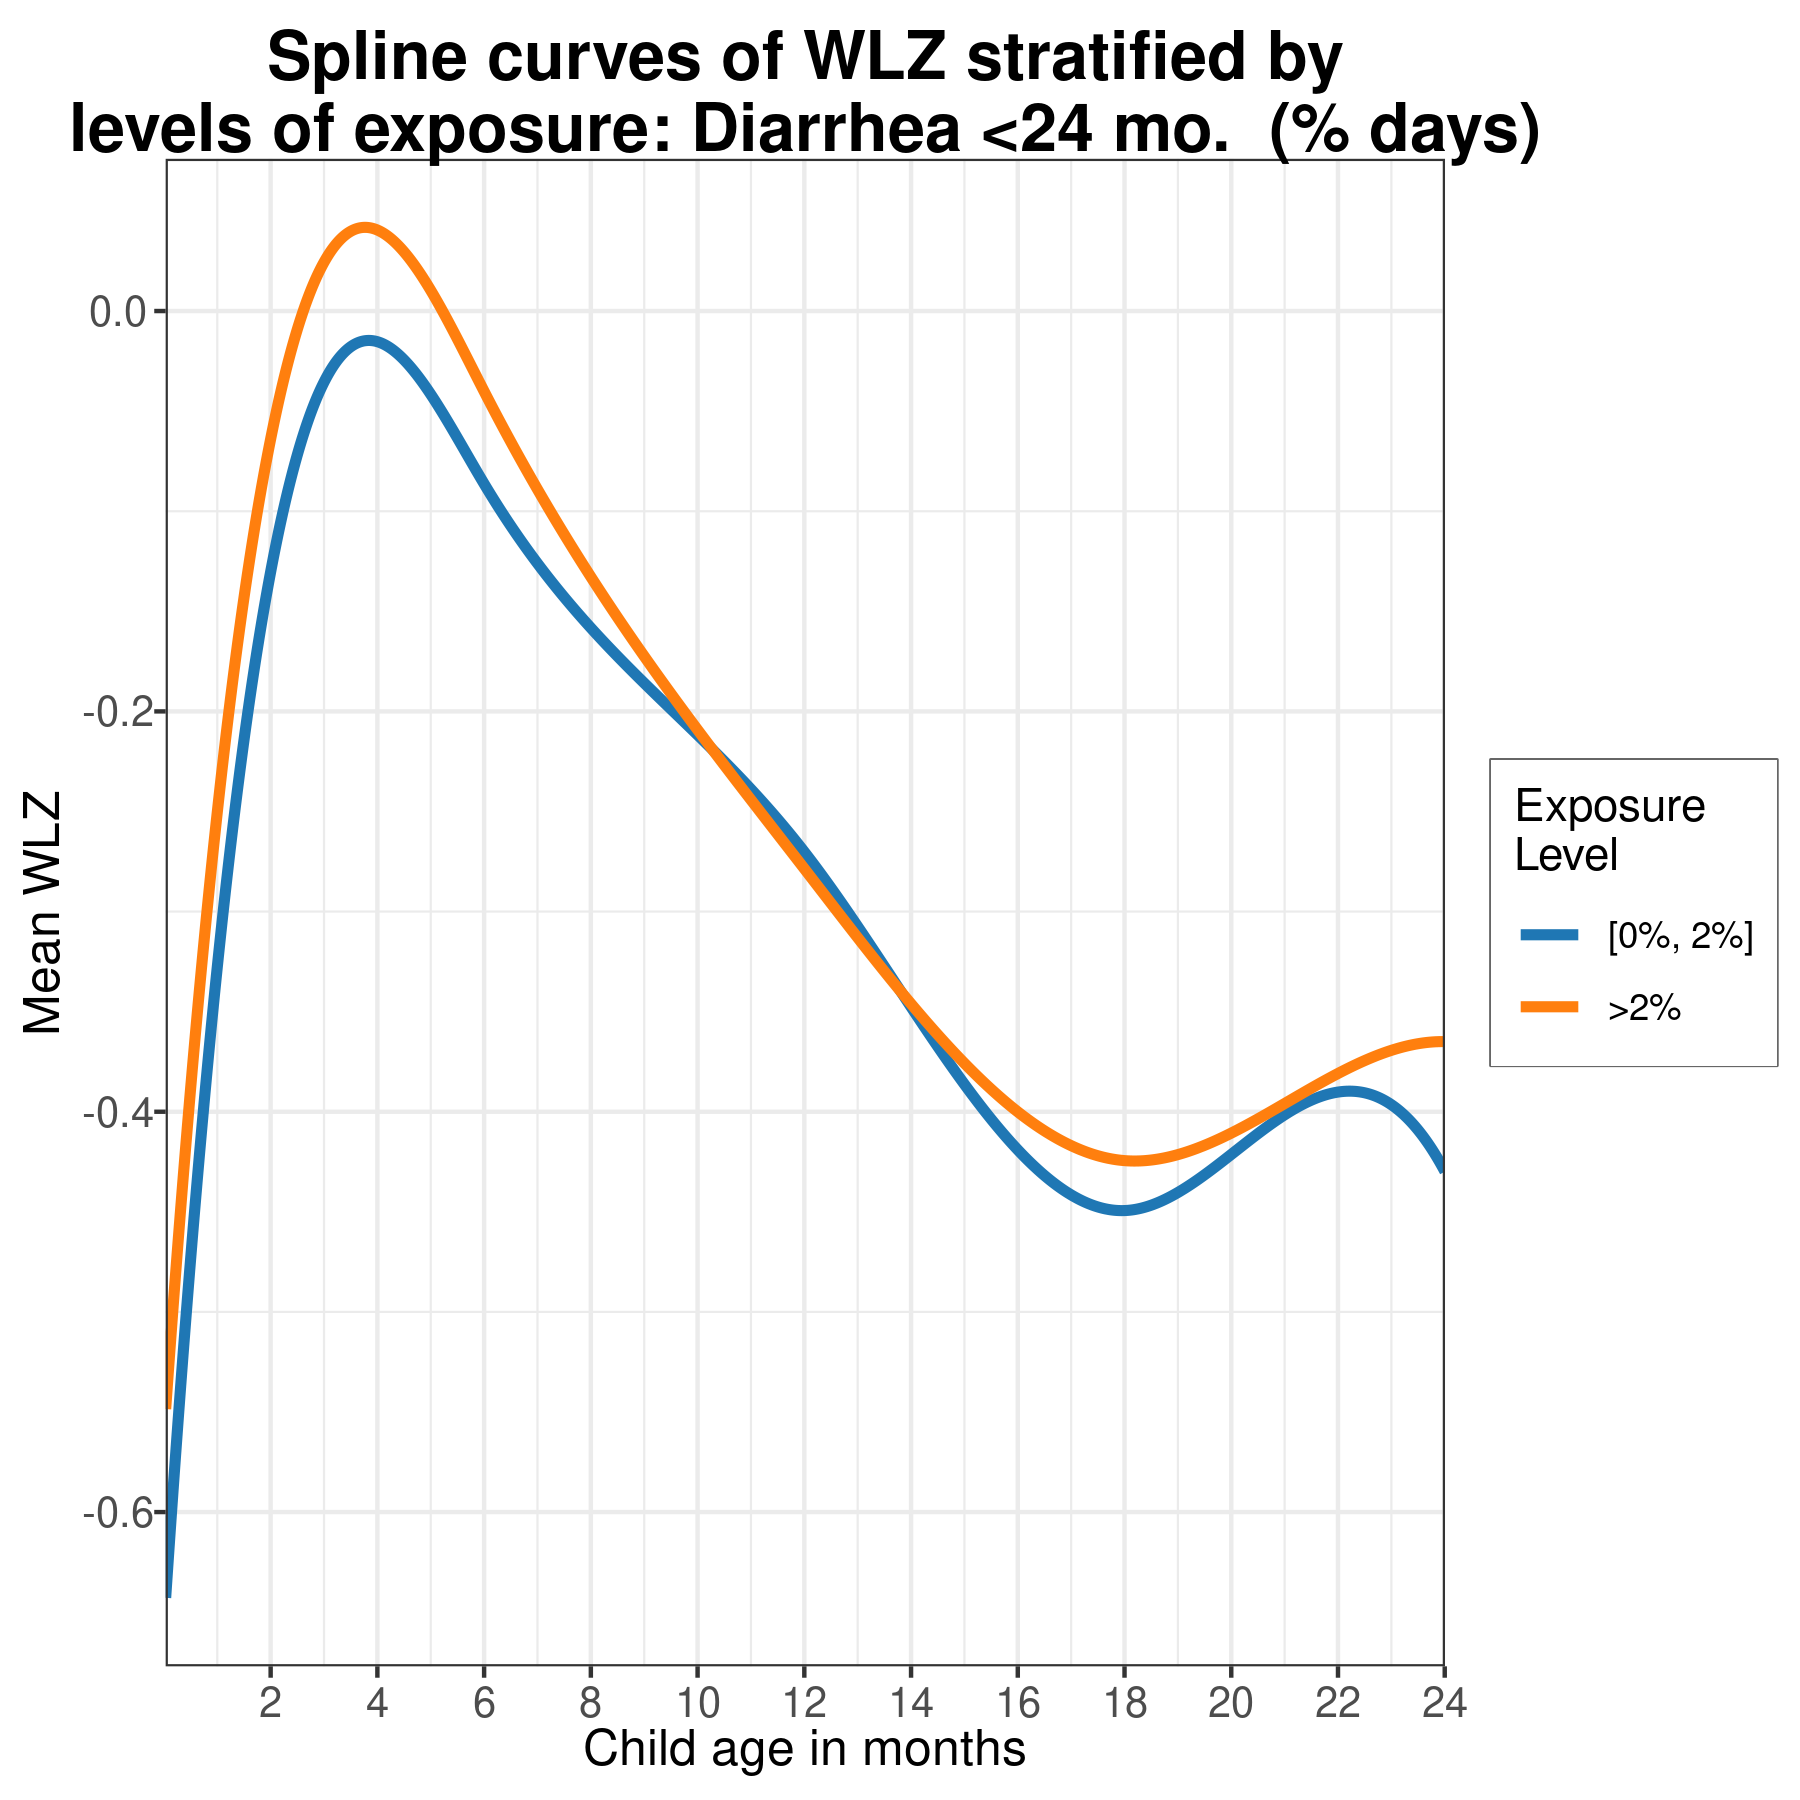 Spline curves of WLZ stratified by
levels of exposure: Diarrhea <24 mo.  (% days)
0.0
-0.2
-0.4
-0.6
Mean WLZ
2 4 6 8 10 12 14 16 18 20 22 24
Child age in months
Exposure
Level
[0%, 2%]
>2%